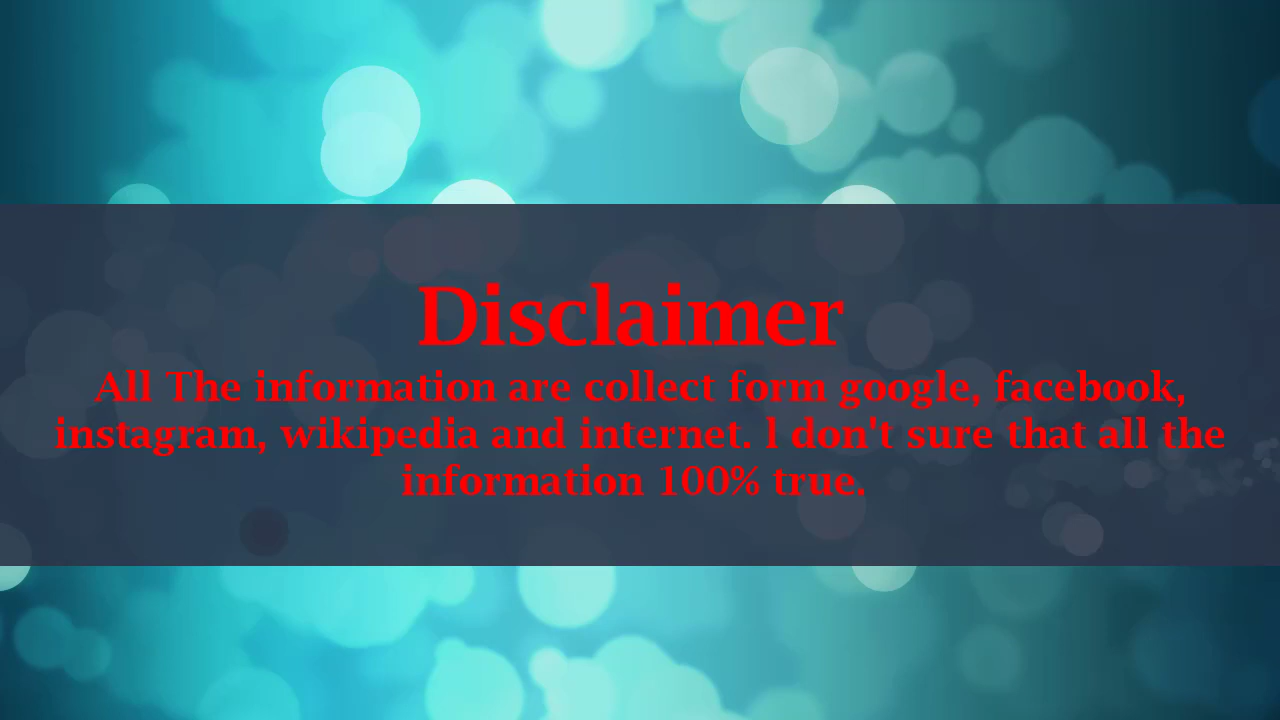 Disclaimer
All The information are collect form google, facebook,
instagram, wikipedia and internet. l don't sure that all the
information 100% true.